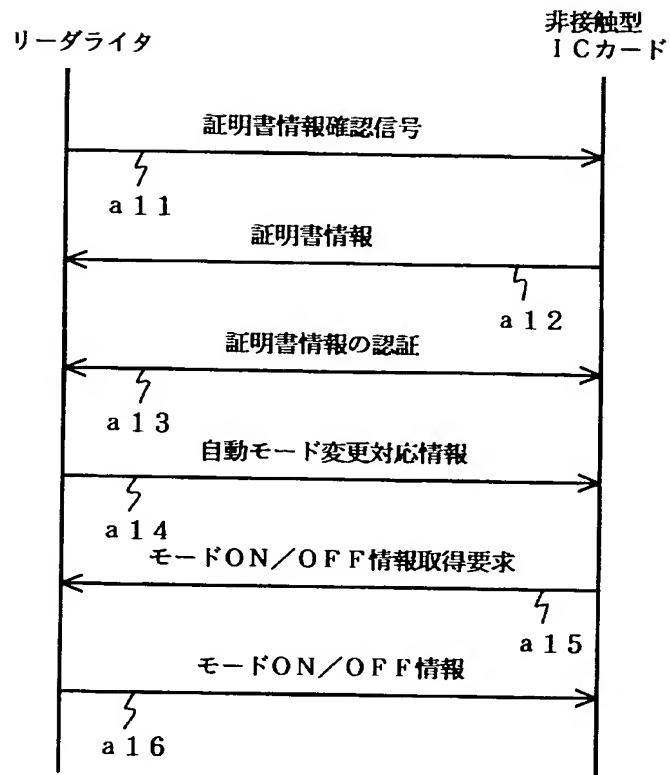 リーダライタ
非接触型
ＩＣカード
証明書情報確認信号
ａ１１
証明書情報
ａ１２
証明書情報の認証
ａ１３
自動モード変更対応情報
ａ１４
モードＯＮ／ＯＦＦ情報取得要求
ａ１５
モードＯＮ／ＯＦＦ情報
ａ１６